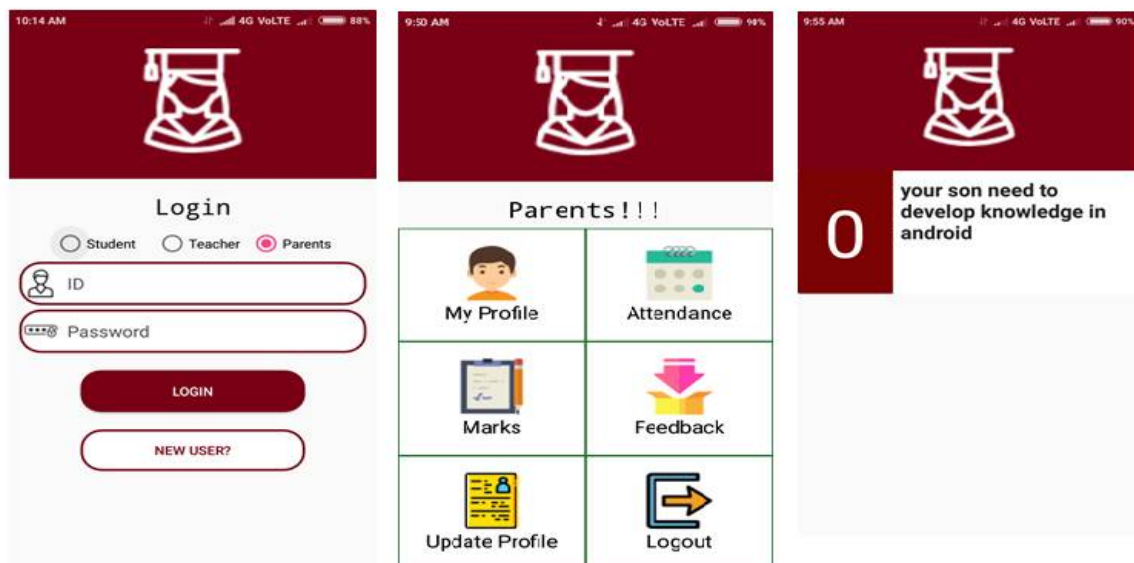 10:14 AM 4G VoLTE 88%
Login
Student Teacher Parents
ID
Password
LOGIN
NEW USER?
9:50 AM 4G VoLTE 90%
Parents!!!
My Profile Attendance
Marks Feedback
Update Profile Logout
9:55 AM 4G VoLTE 90%
0
your son need to
develop knowledge in
android